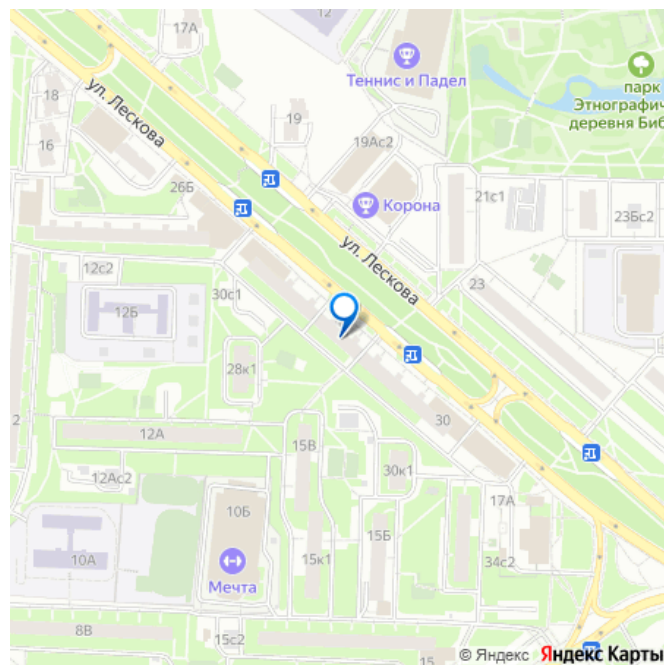 12
17А
Теннис и Падел
парк
Этнографич
деревня Биб
18
ул. Лескова
19
16
19Ас2
26Б
Корона
21с1
23Бс2
ул. Лескова
12с2
23
30с1
12Б
28к1
2
30
12А
15В
30к1
12Ас2
17А
10Б
15Б
10А
15к1
34с2
Мечта
8В
15с2
15
© Яндекс Яндекс Карты